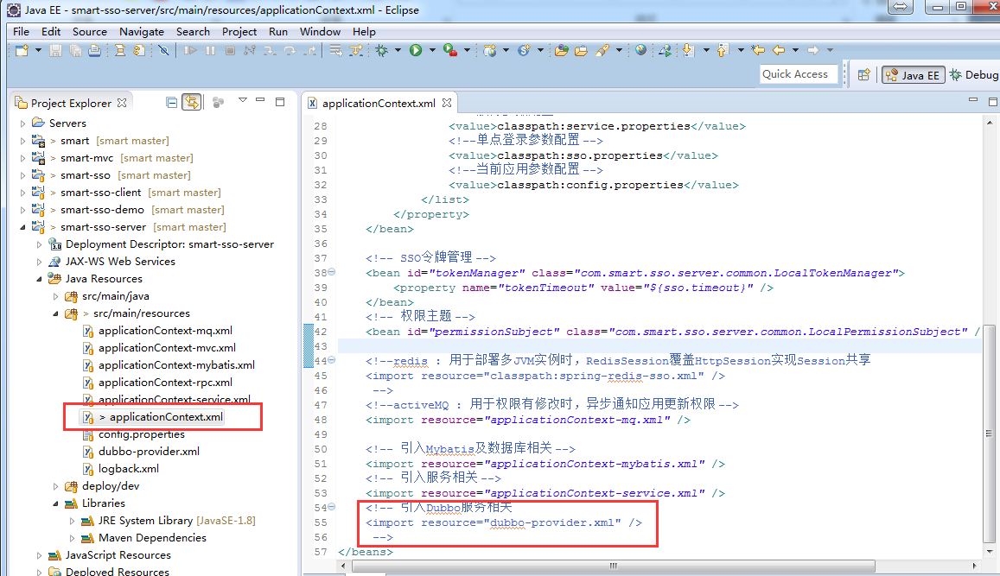 Java EE - smart-sso-server/src/main/resources/applicationContext.xml - Eclipse
File Edit Source Navigate Search Project Run Window Help
Quick Access
Java EE
Debug
Project Explorer
Servers
> smart [smart master]
> smart-mvc [smart master]
> smart-sso [smart master]
> smart-sso-client [smart master]
> smart-sso-demo [smart master]
> smart-sso-server [smart master]
Deployment Descriptor: smart-sso-server
JAX-WS Web Services
Java Resources
src/main/java
> src/main/resources
applicationContext-mq.xml
applicationContext-mvc.xml
applicationContext-mybatis.xml
applicationContext-rpc.xml
applicationContext-service.xml
> applicationContext.xml
config.properties
dubbo-provider.xml
logback.xml
deploy/dev
Libraries
JRE System Library [JavaSE-1.8]
Maven Dependencies
JavaScript Resources
Deployed Resources
applicationContext.xml
28 <value>classpath:service.properties</value>
29 <!--单点登录参数配置 -->
30 <value>classpath:sso.properties</value>
31 <!--当前应用参数配置 -->
32 <value>classpath:config.properties</value>
33 </list>
34 </property>
35 </bean>
36
37 <!-- SSO令牌管理 -->
38 <bean id="tokenManager" class="com.smart.sso.server.common.LocalTokenManager">
39 <property name="tokenTimeout" value="${sso.timeout}" />
40 </bean>
41 <!-- 权限主题 -->
42 <bean id="permissionSubject" class="com.smart.sso.server.common.LocalPermissionSubject" /
43
44 <!--redis : 用于部署多JVM实例时，RedisSession覆盖HttpSession实现Session共享
45 <import resource="classpath:spring-redis-sso.xml" />
46 -->
47 <!--activeMQ : 用于权限有修改时，异步通知应用更新权限 -->
48 <import resource="applicationContext-mq.xml" />
49
50 <!-- 引入Mybatis及数据库相关 -->
51 <import resource="applicationContext-mybatis.xml" />
52 <!-- 引入服务相关 -->
53 <import resource="applicationContext-service.xml" />
54 <!-- 引入Dubbo服务相关
55 <import resource="dubbo-provider.xml" />
56 -->
57 </beans>